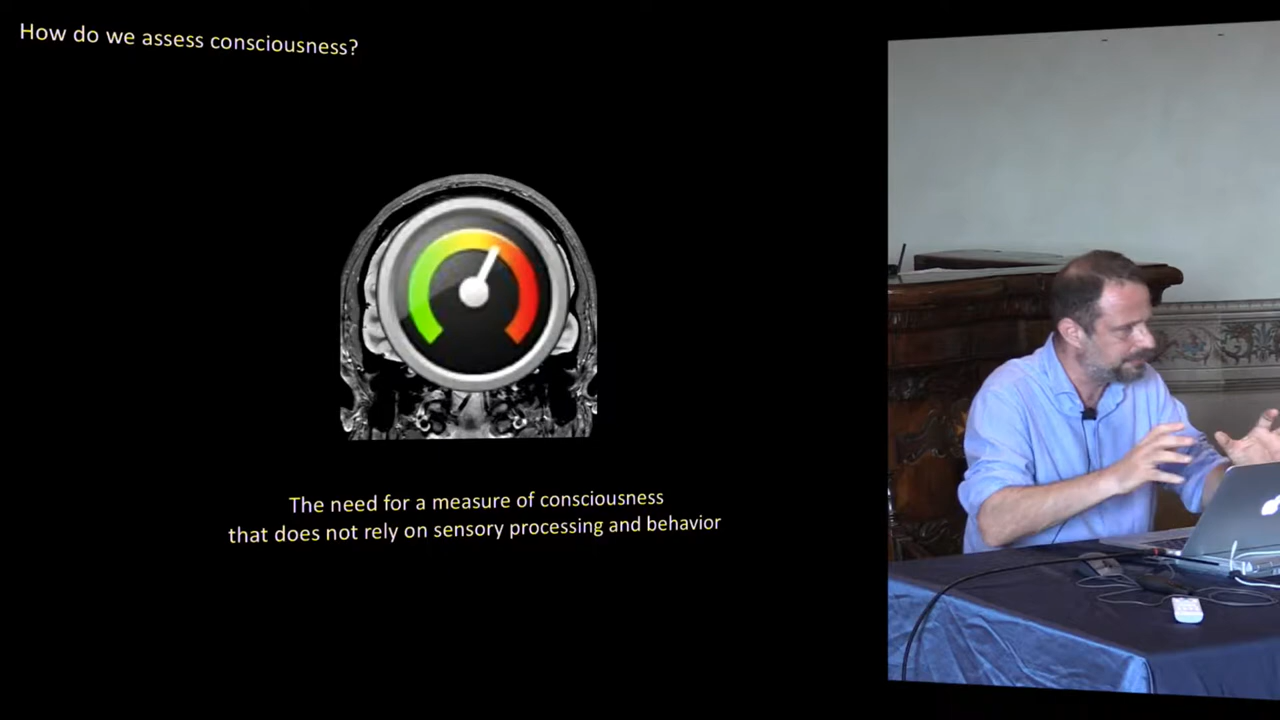 How do we assess consciousness?
The need for a measure of consciousness
that does not rely on sensory processing and behavior